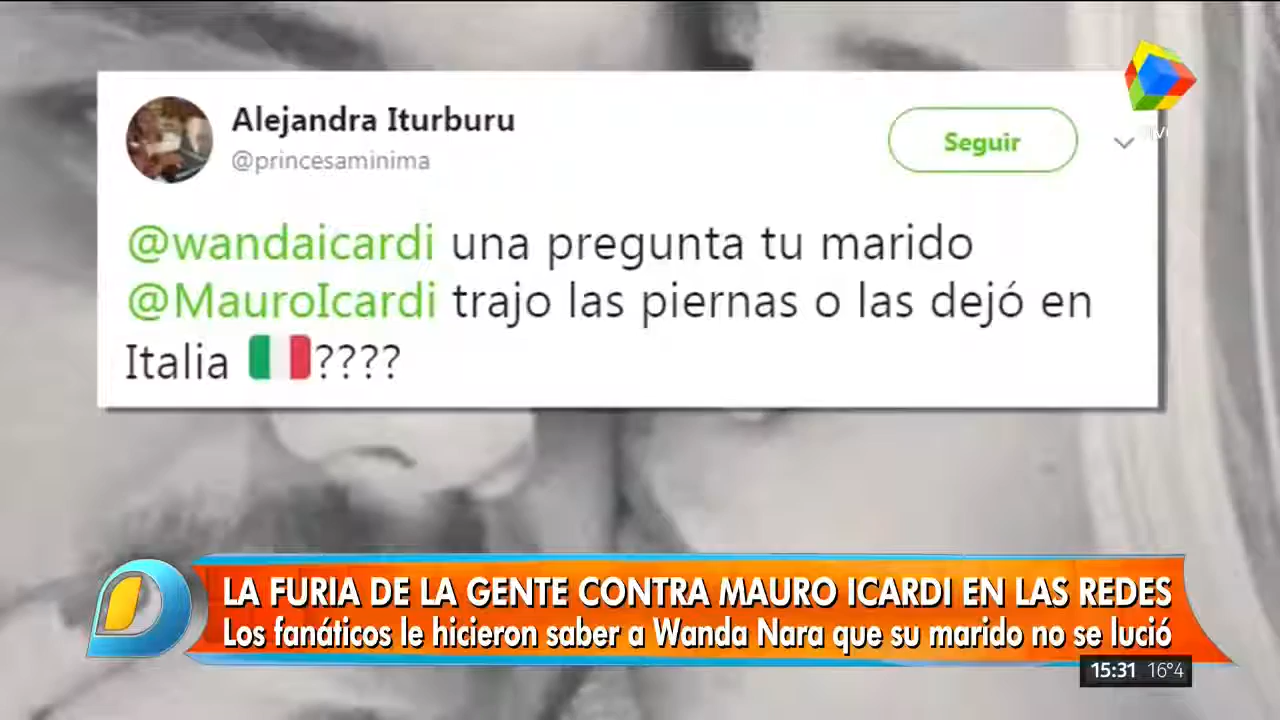 Alejandra Iturburu
@princesaminima
Seguir
@wandaicardi una pregunta tu marido
@MauroIcardi trajo las piernas o las dejó en
Italia 🇮🇹????
LA FURIA DE LA GENTE CONTRA MAURO ICARDI EN LAS REDES
Los fanáticos le hicieron saber a Wanda Nara que su marido no se lució
15:31 16°4